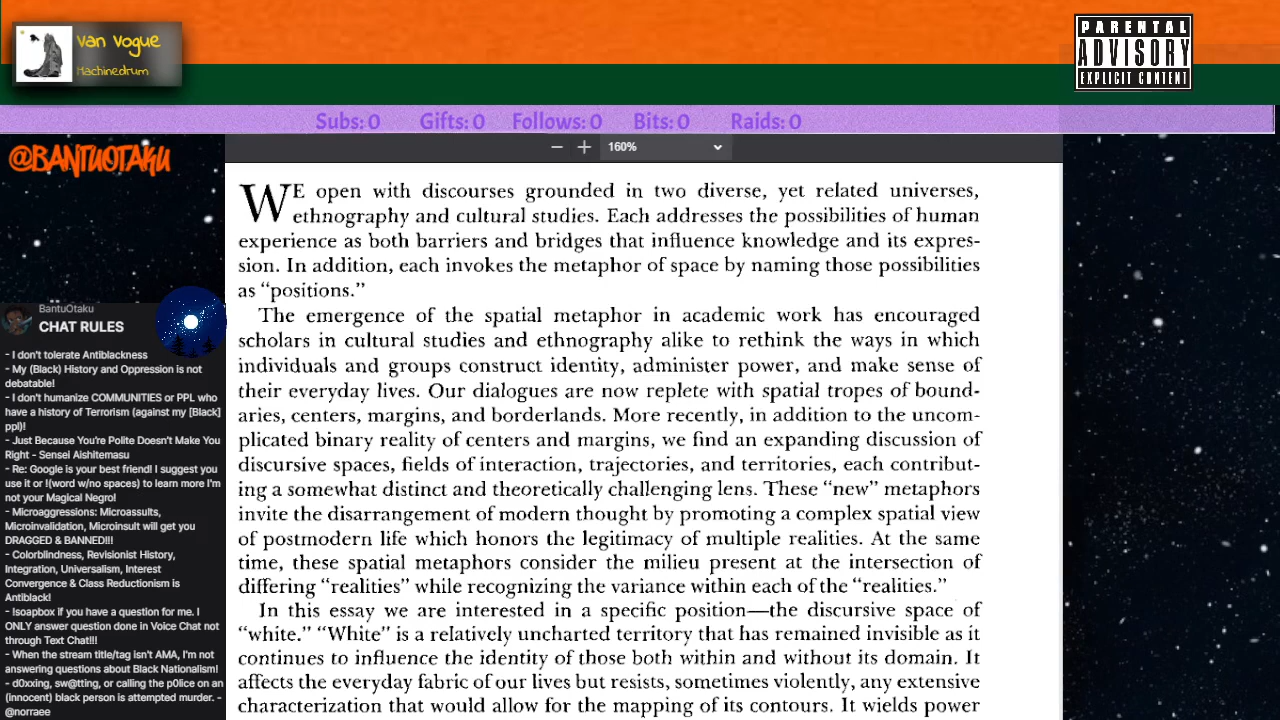 Van Vogue
Machinedrum
PARENTAL
ADVISORY
EXPLICIT CONTENT
Subs: 0 Gifts: 0 Follows: 0 Bits: 0 Raids: 0
@BANTUOTAKU
160%
WE open with discourses grounded in two diverse, yet related universes,
ethnography and cultural studies. Each addresses the possibilities of human
experience as both barriers and bridges that influence knowledge and its expres-
sion. In addition, each invokes the metaphor of space by naming those possibilities
as “positions.”
The emergence of the spatial metaphor in academic work has encouraged
scholars in cultural studies and ethnography alike to rethink the ways in which
individuals and groups construct identity, administer power, and make sense of
their everyday lives. Our dialogues are now replete with spatial tropes of bound-
aries, centers, margins, and borderlands. More recently, in addition to the uncom-
plicated binary reality of centers and margins, we find an expanding discussion of
discursive spaces, fields of interaction, trajectories, and territories, each contribut-
ing a somewhat distinct and theoretically challenging lens. These “new” metaphors
invite the disarrangement of modern thought by promoting a complex spatial view
of postmodern life which honors the legitimacy of multiple realities. At the same
time, these spatial metaphors consider the milieu present at the intersection of
differing “realities” while recognizing the variance within each of the “realities.”
In this essay we are interested in a specific position—the discursive space of
“white.” “White” is a relatively uncharted territory that has remained invisible as it
continues to influence the identity of those both within and without its domain. It
affects the everyday fabric of our lives but resists, sometimes violently, any extensive
characterization that would allow for the mapping of its contours. It wields power
BantuOtaku
CHAT RULES
- I don't tolerate Antiblackness
- My (Black) History and Oppression is not
debatable!
- I don't humanize COMMUNITIES or PPL who
have a history of Terrorism (against my [Black]
ppl)!
- Just Because You're Polite Doesn't Make You
Right - Sensei Aishitemasu
- Re: Google is your best friend! I suggest you
use it or !(word w/no spaces) to learn more I'm
not your Magical Negro!
- Microaggressions: Microassults,
Microinvalidation, Microinsult will get you
DRAGGED & BANNED!!!
- Colorblindness, Revisionist History,
Integration, Universalism, Interest
Convergence & Class Reductionism is
Antiblack!
- !soapbox if you have a question for me. I
ONLY answer question done in Voice Chat not
through Text Chat!!!
- When the stream title/tag isn't AMA, I'm not
answering questions about Black Nationalism!
- d0xxing, sw@tting, or calling the p0lice on an
(innocent) black person is attempted murder. -
@norraee